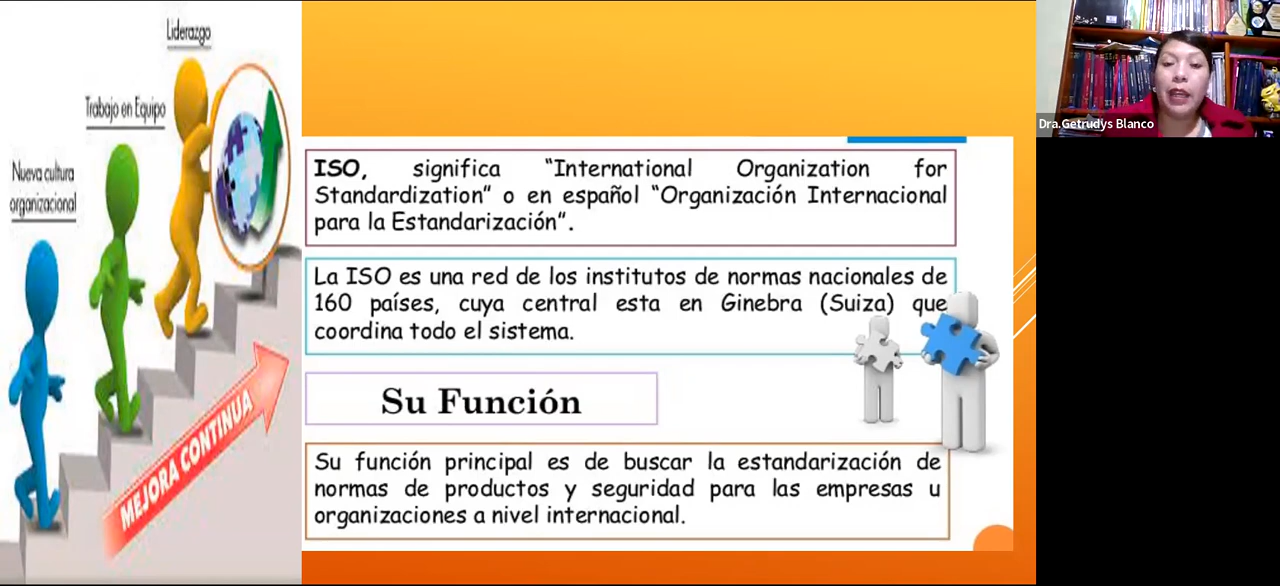 Liderazgo
Trabajo en Equipo
Nueva cultura
organizacional
MEJORA CONTINUA
ISO, significa “International Organization for
Standardization” o en español “Organización Internacional
para la Estandarización”.
La ISO es una red de los institutos de normas nacionales de
160 países, cuya central esta en Ginebra (Suiza) que
coordina todo el sistema.
Su Función
Su función principal es de buscar la estandarización de
normas de productos y seguridad para las empresas u
organizaciones a nivel internacional.
Dra.Getrudys Blanco